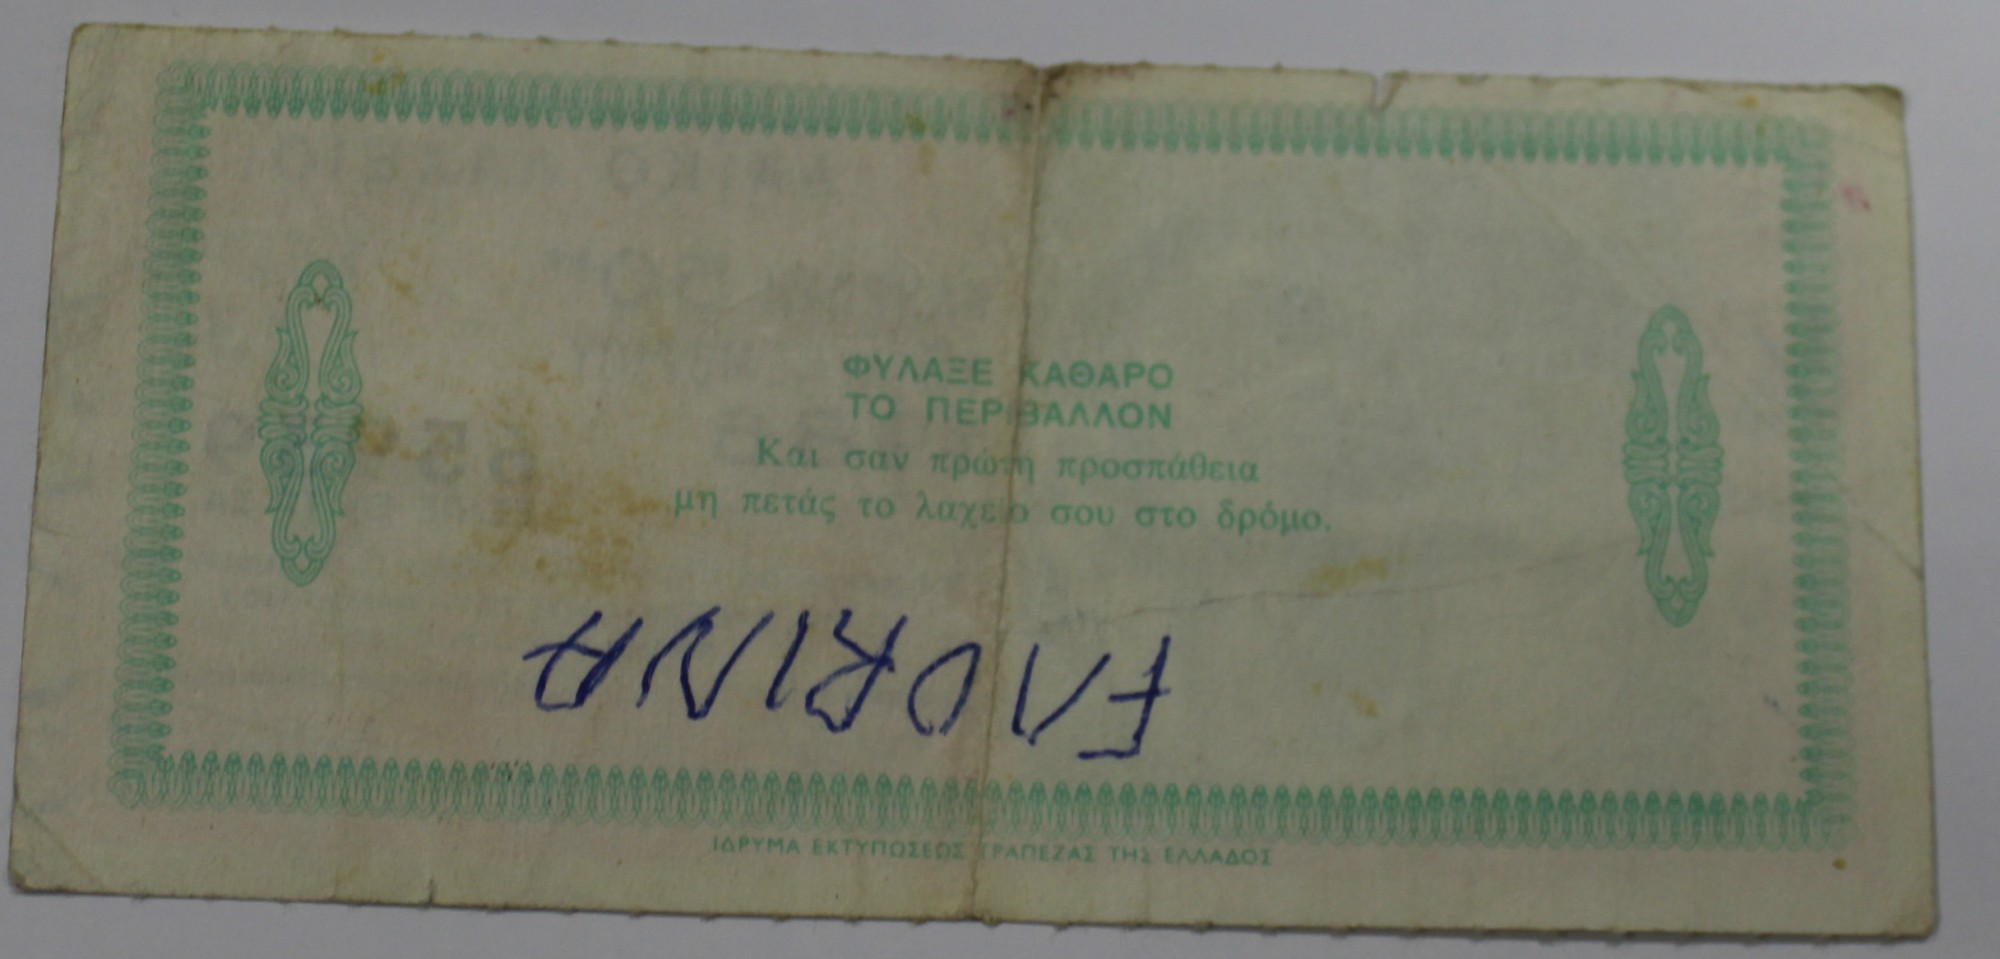 ΦΥΛΑΞΕ ΚΑΘΑΡΟ
ΤΟ ΠΕΡΙΒΑΛΛΟΝ
Και σαν πρώτη προσπάθεια
μη πετάς το λαχείο σου στο δρόμο.
FΛORINA
ΙΔΡΥΜΑ ΕΚΤΥΠΩΣΕΩΣ ΤΡΑΠΕΖΑΣ ΤΗΣ ΕΛΛΑΔΟΣ